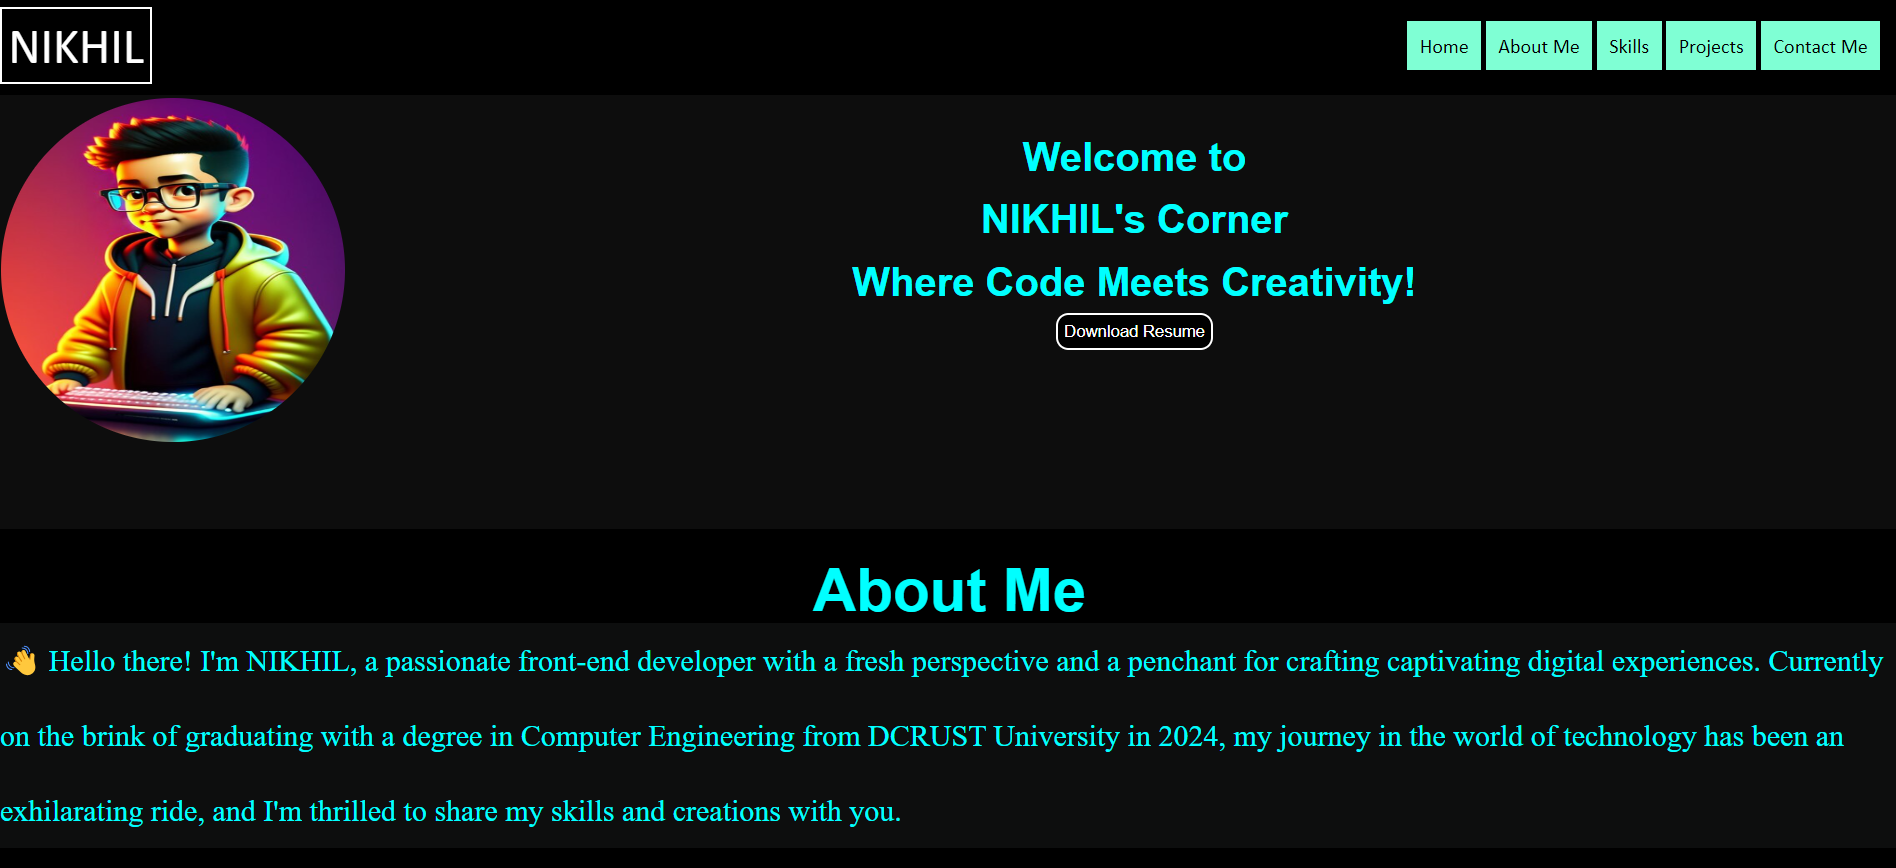 NIKHIL
Home
About Me
Skills
Projects
Contact Me
Welcome to
NIKHIL's Corner
Where Code Meets Creativity!
Download Resume
About Me
👋 Hello there! I'm NIKHIL, a passionate front-end developer with a fresh perspective and a penchant for crafting captivating digital experiences. Currently
on the brink of graduating with a degree in Computer Engineering from DCRUST University in 2024, my journey in the world of technology has been an
exhilarating ride, and I'm thrilled to share my skills and creations with you.